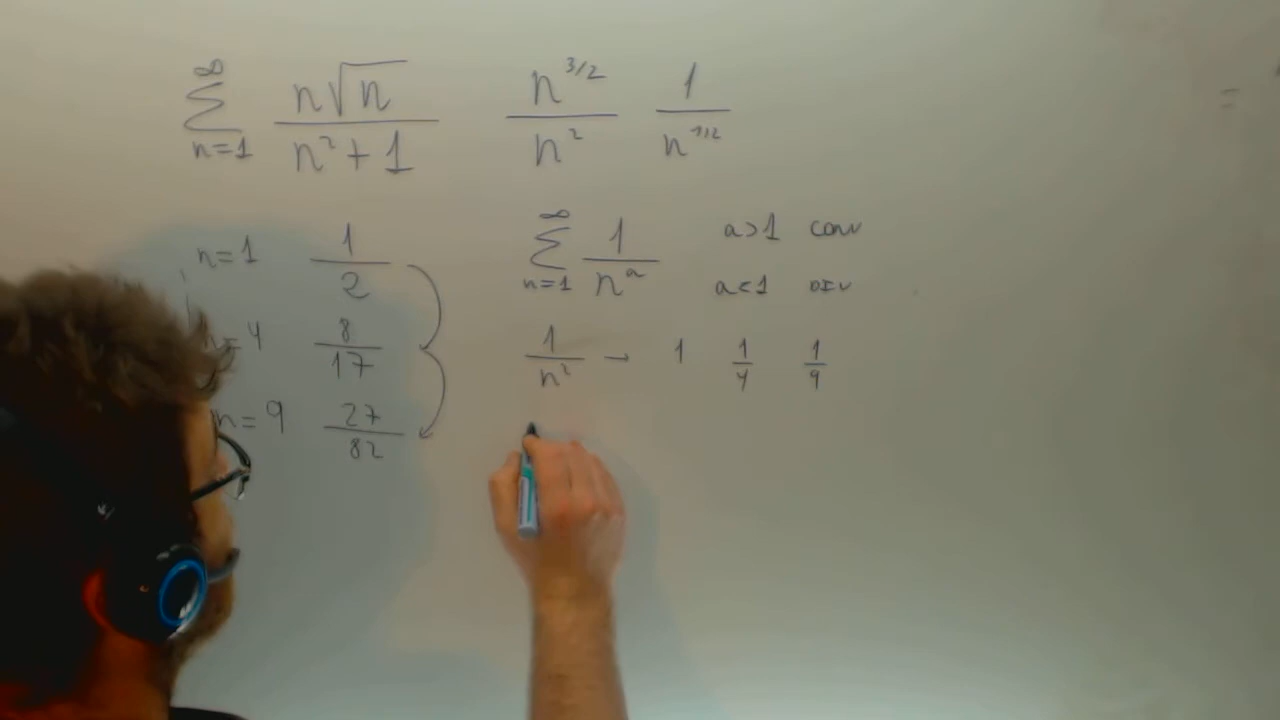 ∞
Σ n√n / n²+1   n^3/2 / n²   1 / n^1/2
n=1
n=1   1/2
n=4   8/17
n=9   27/82
∞
Σ 1/n^a   a>1 conv
n=1   a<1 DIV
1/n² → 1   1/4   1/9
=